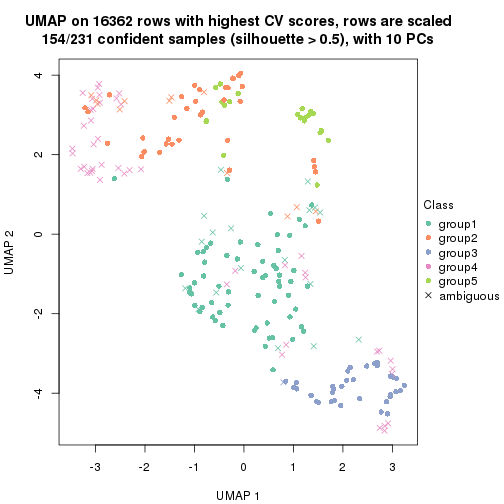 UMAP on 16362 rows with highest CV scores, rows are scaled
154/231 confident samples (silhouette > 0.5), with 10 PCs
4
2
0
-2
-4
UMAP 2
-3
-2
-1
0
1
2
3
UMAP 1
Class
group1
group2
group3
group4
group5
ambiguous